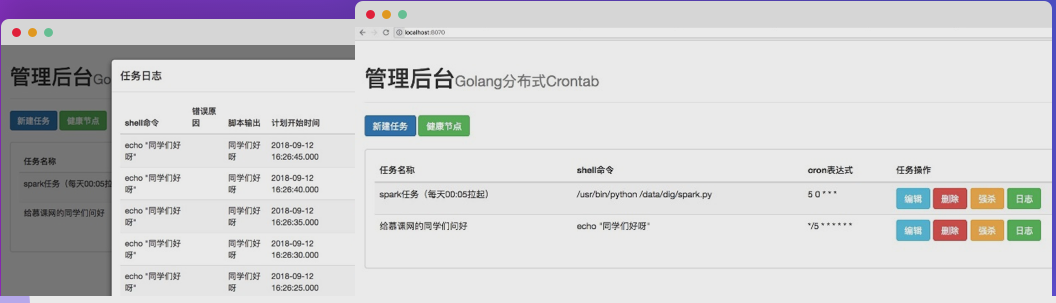 管理后台Go
新建任务 健康节点
任务名称
spark任务（每天00:05拉
给慕课网的同学们问好
任务日志
shell命令 错误原因 脚本输出 计划开始时间
echo "同学们好呀" 同学们好呀 2018-09-12 16:26:45.000
echo "同学们好呀" 同学们好呀 2018-09-12 16:26:40.000
echo "同学们好呀" 同学们好呀 2018-09-12 16:26:35.000
echo "同学们好呀" 同学们好呀 2018-09-12 16:26:30.000
echo "同学们好呀" 同学们好呀 2018-09-12 16:26:25.000
localhost:8070
管理后台Golang分布式Crontab
新建任务 健康节点
任务名称 shell命令 cron表达式 任务操作
spark任务（每天00:05拉起） /usr/bin/python /data/dig/spark.py 5 0 * * * 编辑 删除 强杀 日志
给慕课网的同学们问好 echo "同学们好呀" */5 * * * * * * 编辑 删除 强杀 日志